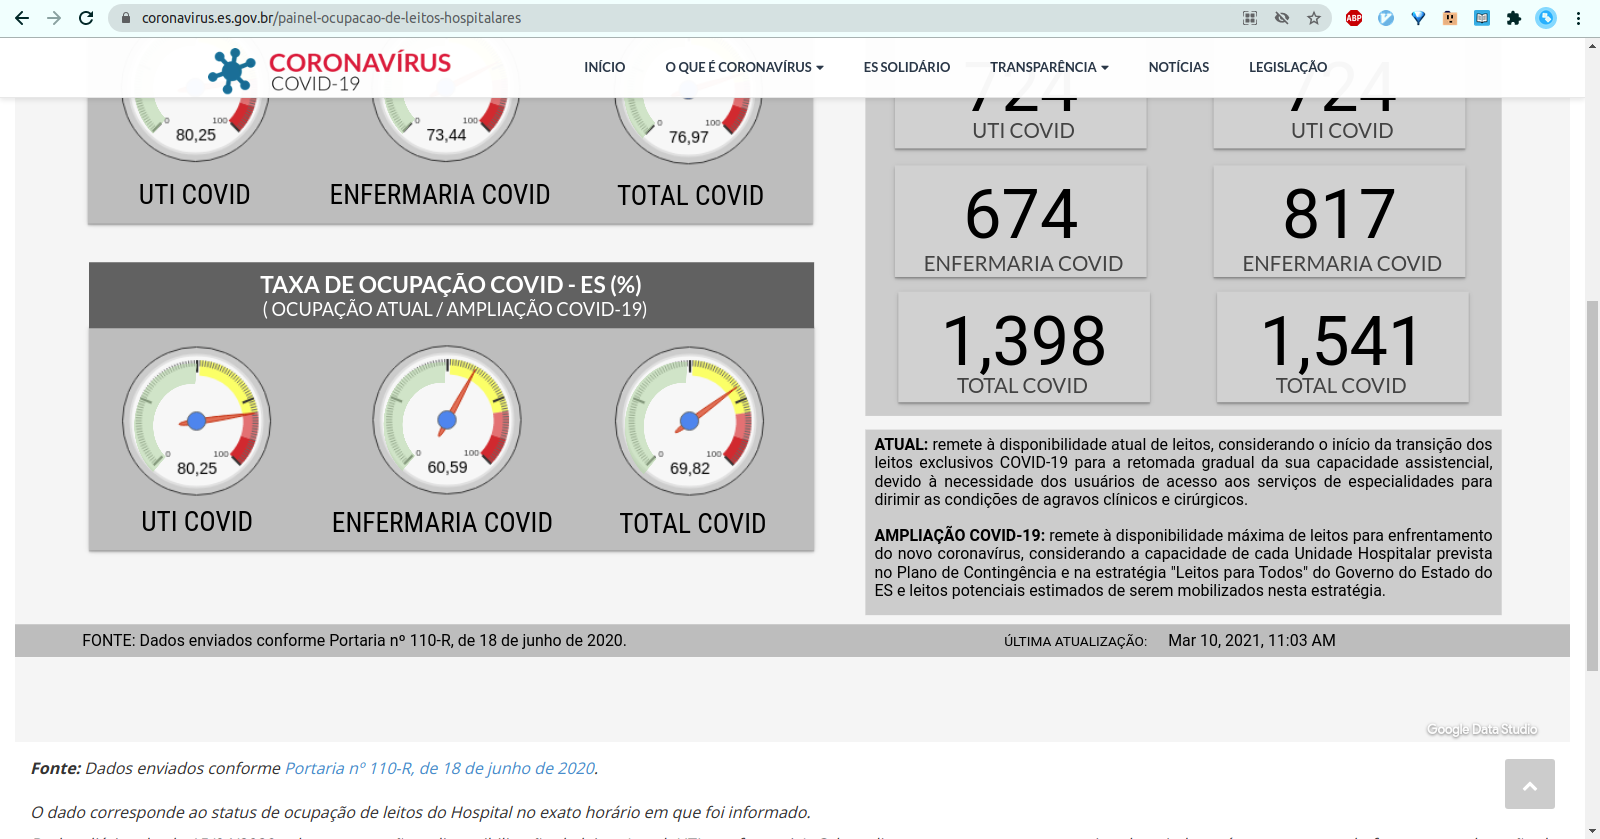 coronavirus.es.gov.br/painel-ocupacao-de-leitos-hospitalares
ABP
CORONAVÍRUS
COVID-19
INÍCIO
O QUE É CORONAVÍRUS
ES SOLIDÁRIO
TRANSPARÊNCIA
NOTÍCIAS
LEGISLAÇÃO
0 100
80,25
UTI COVID
0 100
73,44
ENFERMARIA COVID
0 100
76,97
TOTAL COVID
TAXA DE OCUPAÇÃO COVID - ES (%)
( OCUPAÇÃO ATUAL / AMPLIAÇÃO COVID-19)
0 100
80,25
UTI COVID
0 100
60,59
ENFERMARIA COVID
0 100
69,82
TOTAL COVID
724
UTI COVID
724
UTI COVID
674
ENFERMARIA COVID
817
ENFERMARIA COVID
1,398
TOTAL COVID
1,541
TOTAL COVID
ATUAL: remete à disponibilidade atual de leitos, considerando o início da transição dos
leitos exclusivos COVID-19 para a retomada gradual da sua capacidade assistencial,
devido à necessidade dos usuários de acesso aos serviços de especialidades para
dirimir as condições de agravos clínicos e cirúrgicos.
AMPLIAÇÃO COVID-19: remete à disponibilidade máxima de leitos para enfrentamento
do novo coronavírus, considerando a capacidade de cada Unidade Hospitalar prevista
no Plano de Contingência e na estratégia "Leitos para Todos" do Governo do Estado do
ES e leitos potenciais estimados de serem mobilizados nesta estratégia.
FONTE: Dados enviados conforme Portaria nº 110-R, de 18 de junho de 2020.
ÚLTIMA ATUALIZAÇÃO: Mar 10, 2021, 11:03 AM
Google Data Studio
Fonte: Dados enviados conforme Portaria nº 110-R, de 18 de junho de 2020.
O dado corresponde ao status de ocupação de leitos do Hospital no exato horário em que foi informado.